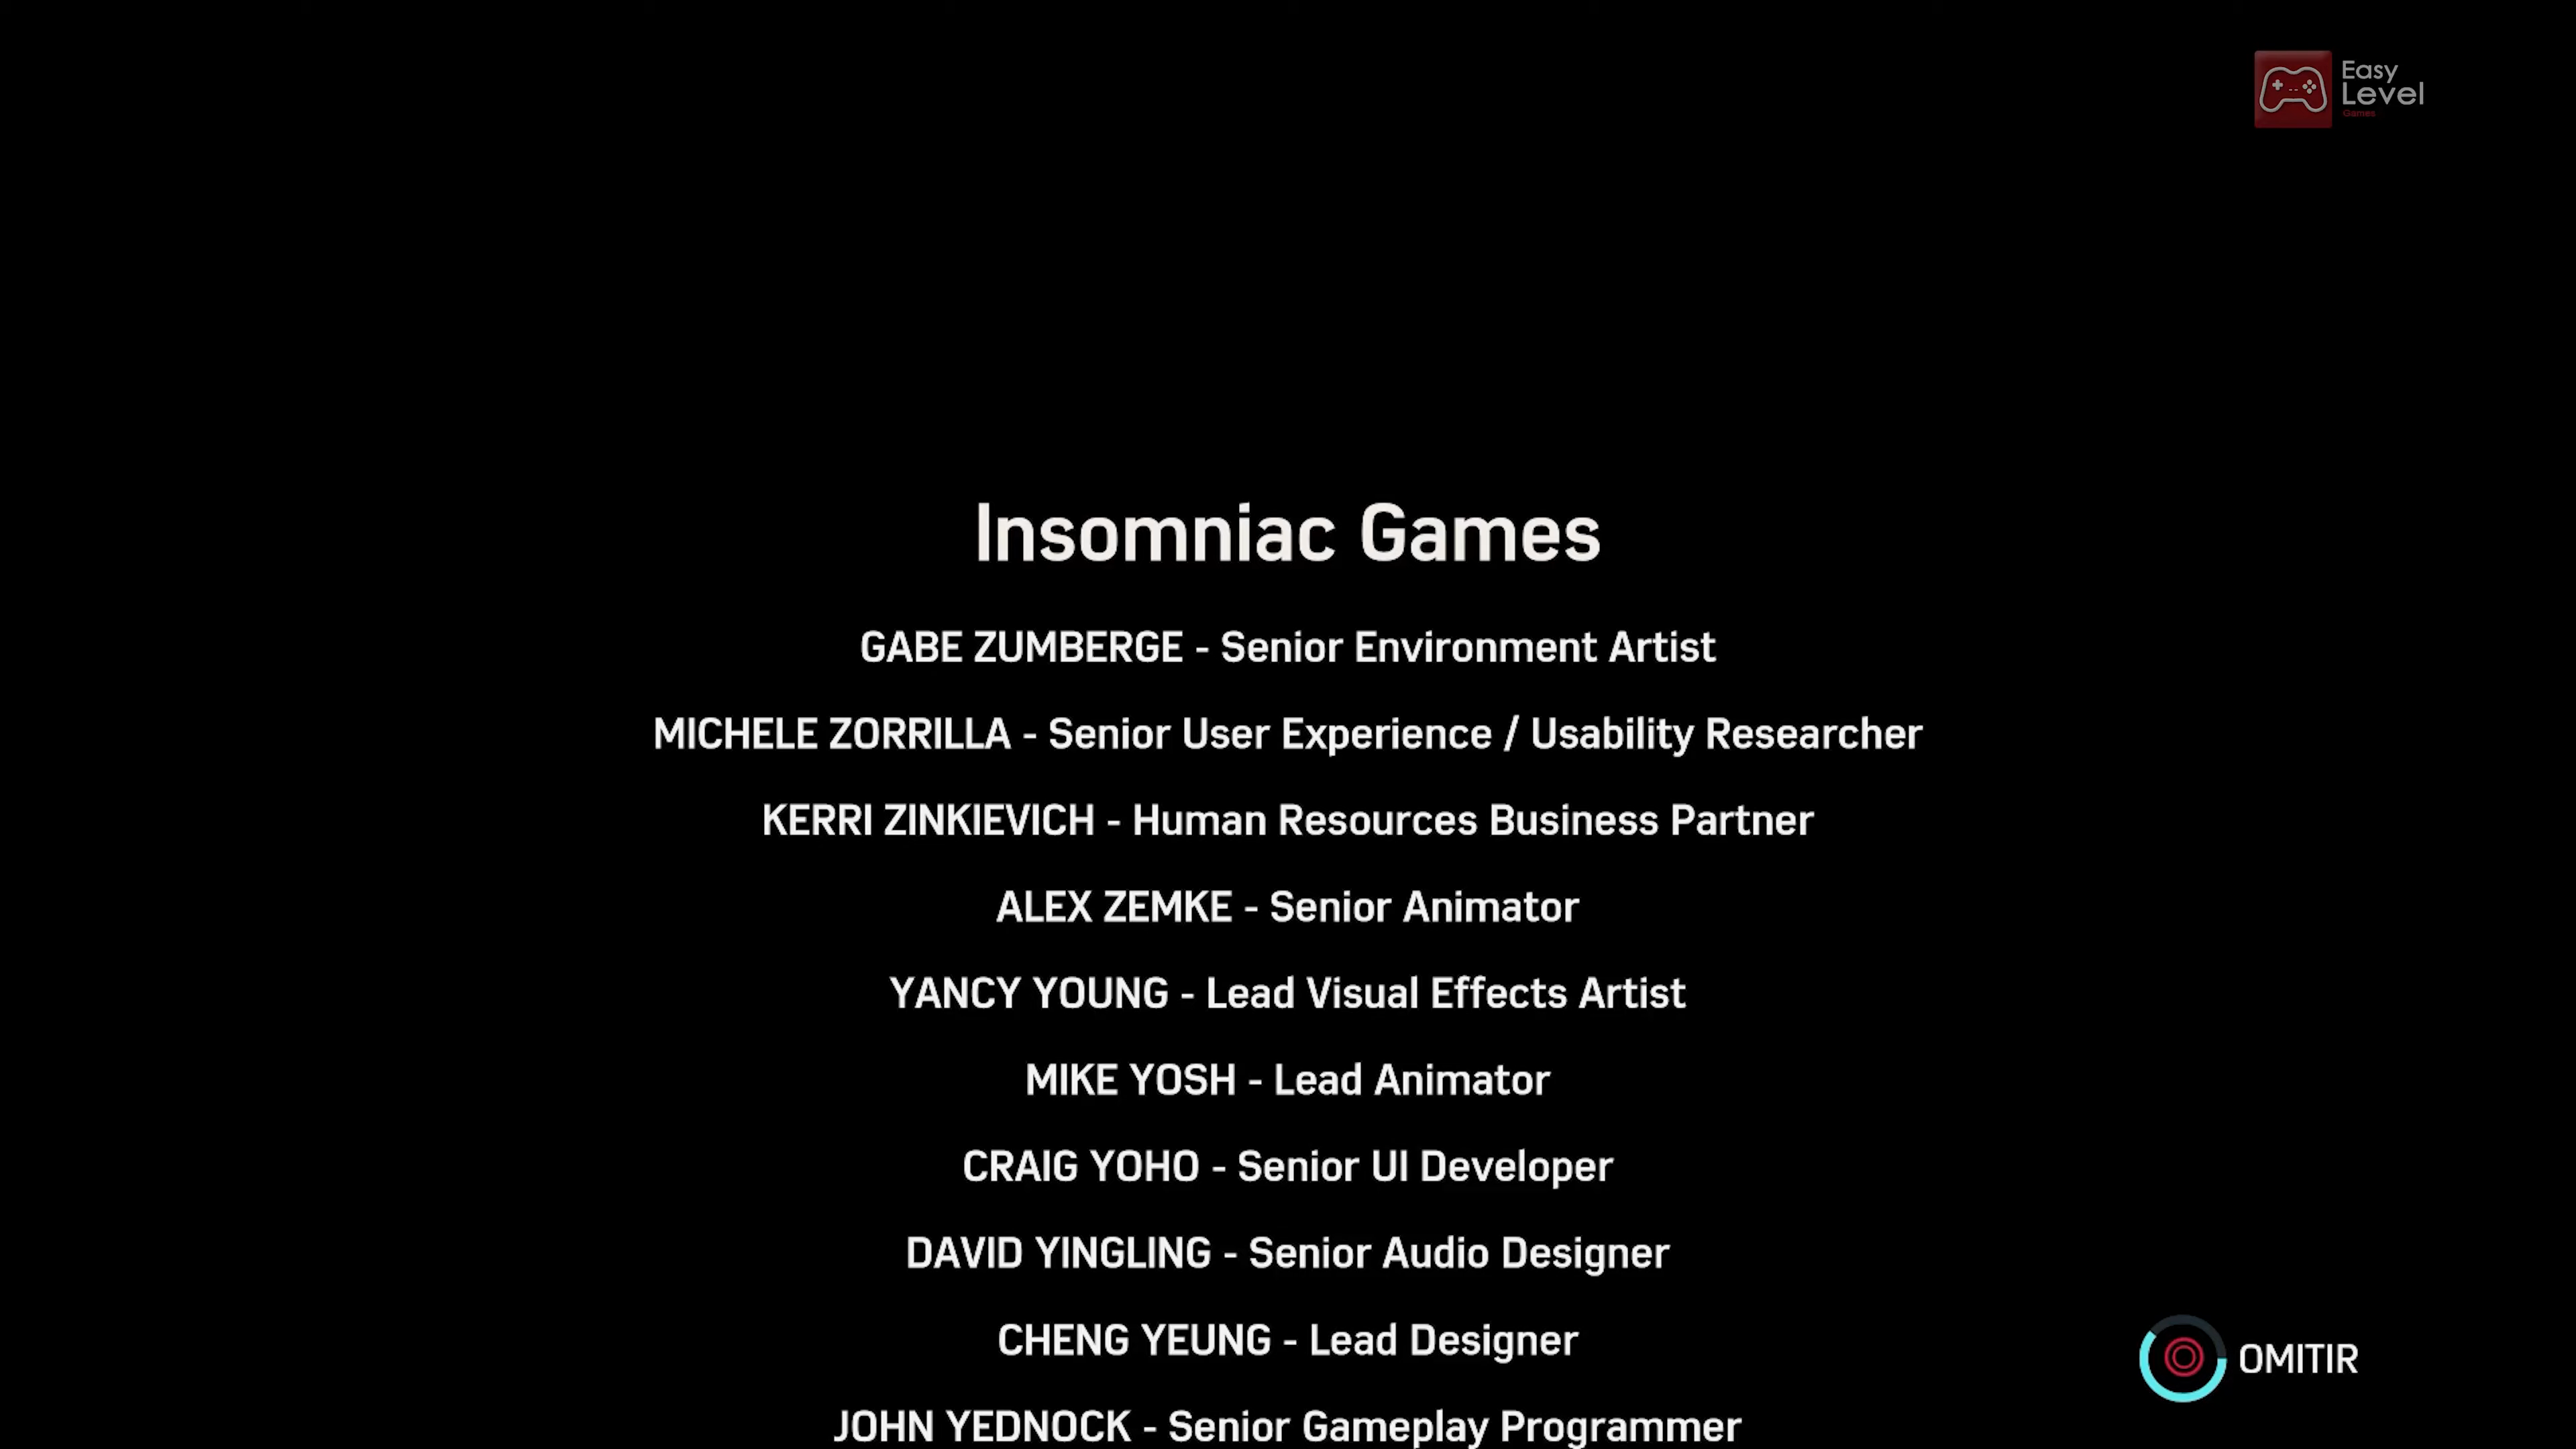 Easy
Level
Games
Insomniac Games
GABE ZUMBERGE - Senior Environment Artist
MICHELE ZORRILLA - Senior User Experience / Usability Researcher
KERRI ZINKIEVICH - Human Resources Business Partner
ALEX ZEMKE - Senior Animator
YANCY YOUNG - Lead Visual Effects Artist
MIKE YOSH - Lead Animator
CRAIG YOHO - Senior UI Developer
DAVID YINGLING - Senior Audio Designer
CHENG YEUNG - Lead Designer
OMITIR
JOHN YEDNOCK - Senior Gameplay Programmer